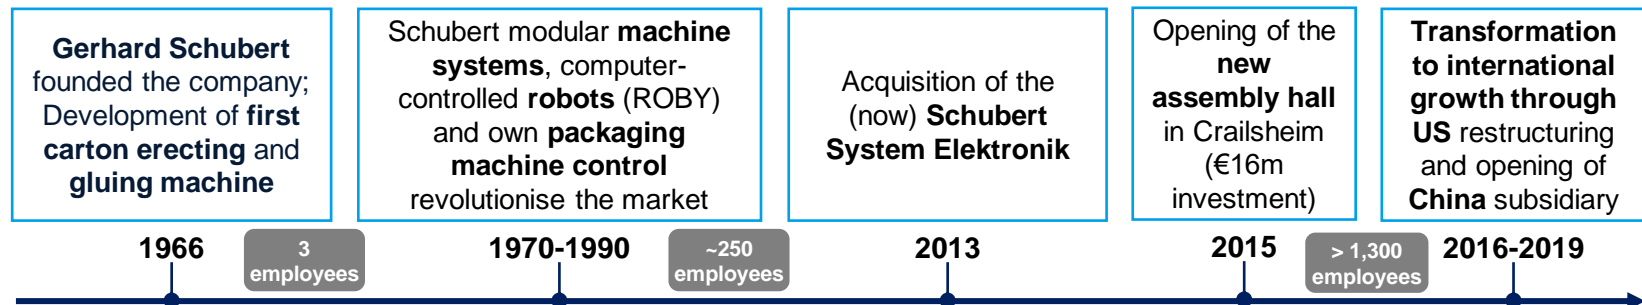 Gerhard Schubert
founded the company;
Development of first
carton erecting and
gluing machine
Schubert modular machine
systems, computer-
controlled robots (ROBY)
and own packaging
machine control
revolutionise the market
Acquisition of the
(now) Schubert
System Elektronik
Opening of the
new
assembly hall
in Crailsheim
(€16m
investment)
Transformation
to international
growth through
US restructuring
and opening of
China subsidiary
1966
3
employees
1970-1990
~250
employees
2013
2015
> 1,300
employees
2016-2019